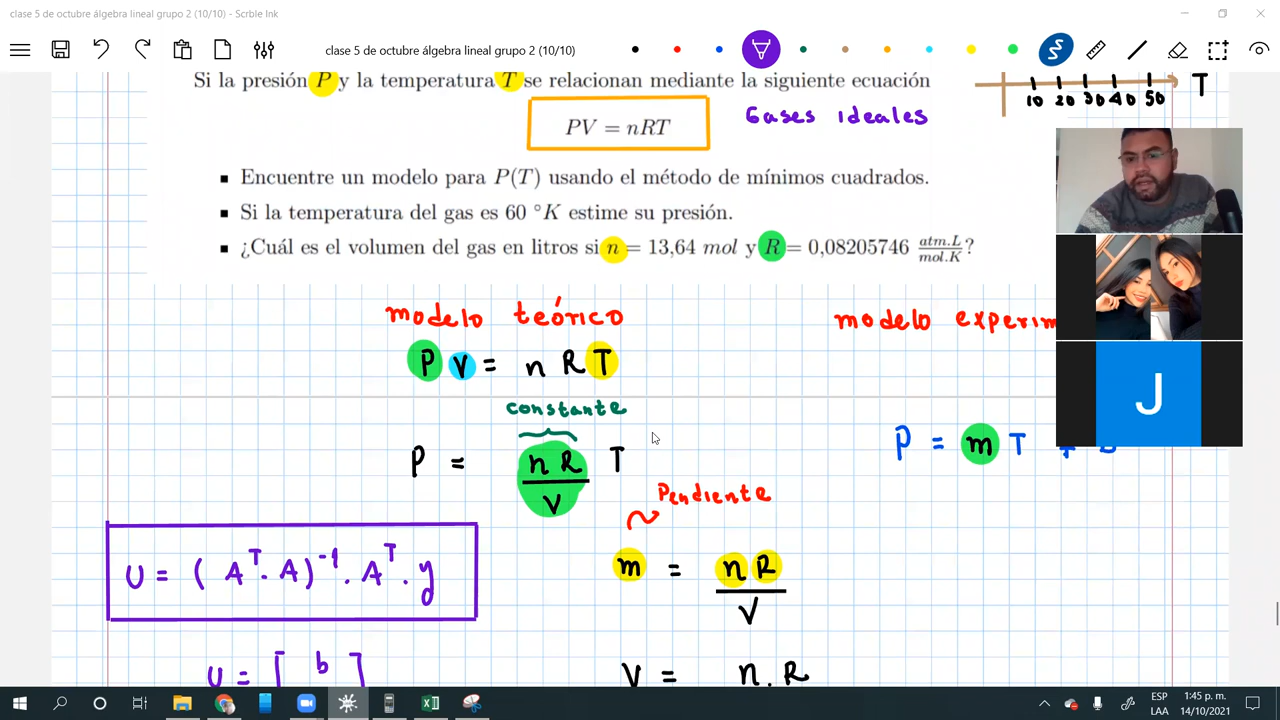 clase 5 de octubre álgebra lineal grupo 2 (10/10) - Scrble Ink
clase 5 de octubre álgebra lineal grupo 2 (10/10)
Si la presión P y la temperatura T se relacionan mediante la siguiente ecuación
PV = nRT
Gases ideales
10 20 30 40 50 T
▪ Encuentre un modelo para P(T) usando el método de mínimos cuadrados.
▪ Si la temperatura del gas es 60 °K estime su presión.
▪ ¿Cuál es el volumen del gas en litros si n = 13,64 mol y R = 0,08205746 atm.L/mol.K?
modelo teórico
modelo experim
P V = n R T
constante
P = n R / V T
P = m T
J
Pendiente
m = n R / V
U = (A^T · A)^-1 · A^T · y
U = [ b ]
V = n . R
ESP
LAA
1:45 p. m.
14/10/2021